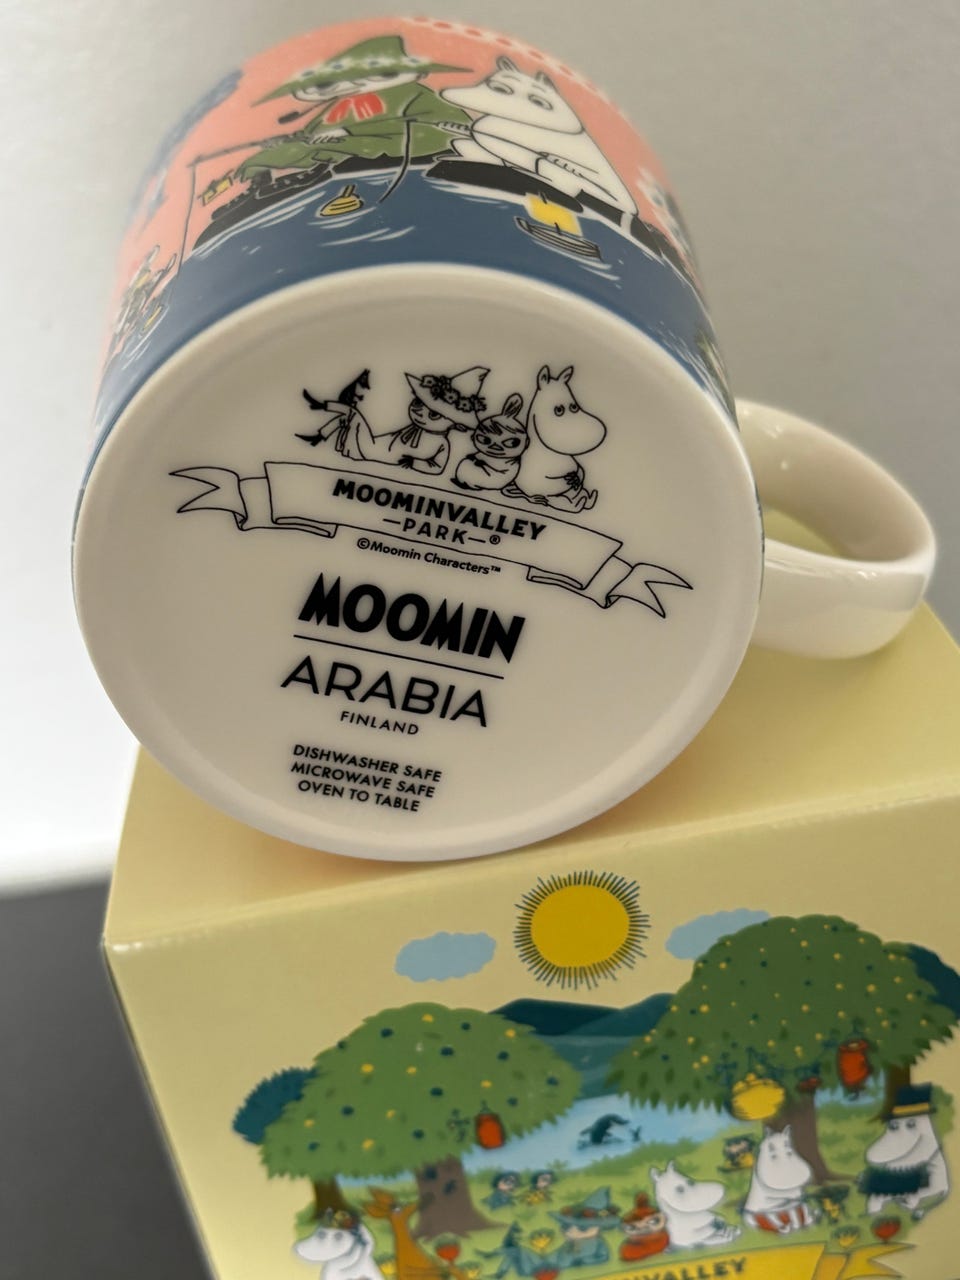 MOOMINVALLEY
—PARK—®
©Moomin Characters™
MOOMIN
ARABIA
FINLAND
DISHWASHER SAFE
MICROWAVE SAFE
OVEN TO TABLE